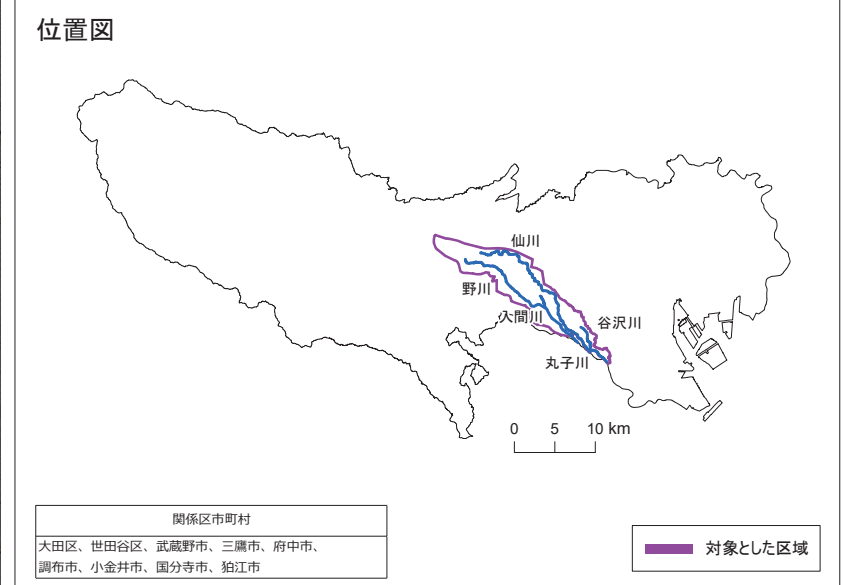 位置図
仙川
野川
入間川
谷沢川
丸子川
0 5 10 km
関係区市町村
大田区、世田谷区、武蔵野市、三鷹市、府中市、
調布市、小金井市、国分寺市、狛江市
対象とした区域